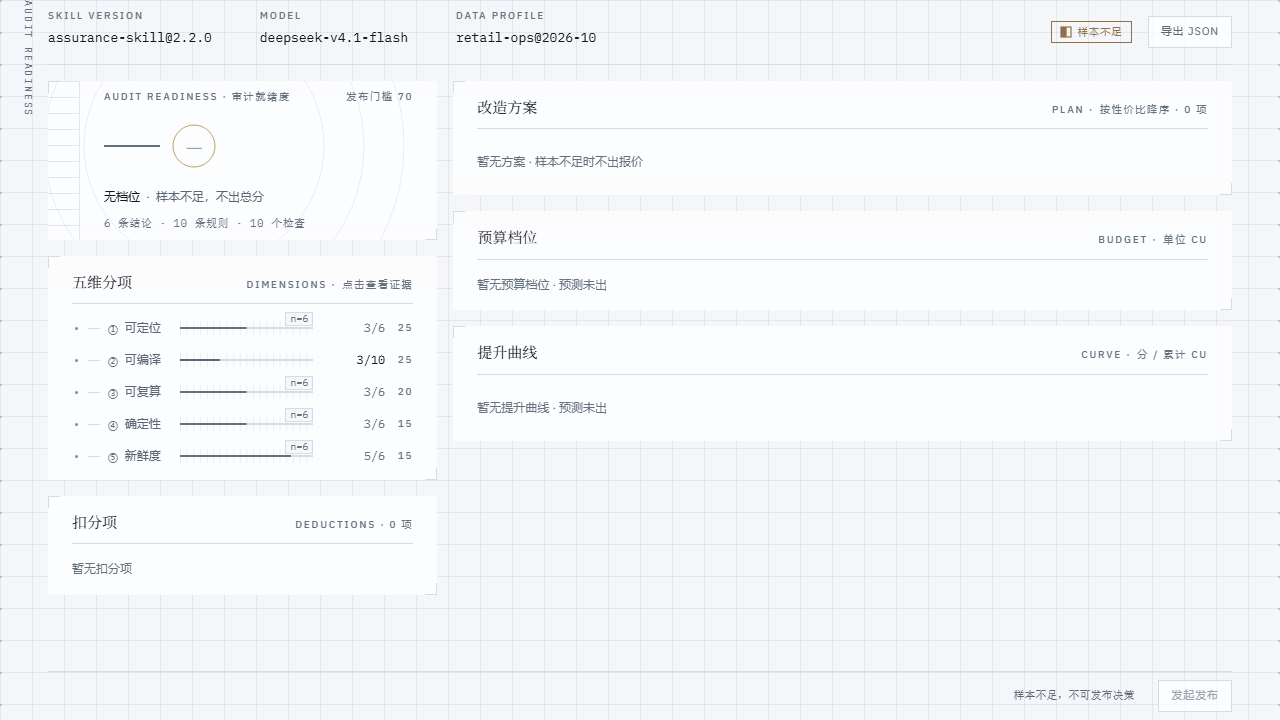 AUDIT READINESS
SKILL VERSION
assurance-skill@2.2.0
MODEL
deepseek-v4.1-flash
DATA PROFILE
retail-ops@2026-10
样本不足
导出 JSON
AUDIT READINESS · 审计就绪度
发布门槛 70
—
无档位 · 样本不足，不出总分
6 条结论 · 10 条规则 · 10 个检查
五维分项
DIMENSIONS · 点击查看证据
① 可定位 n=6 3/6 25
② 可编译 3/10 25
③ 可复算 n=6 3/6 20
④ 确定性 n=6 3/6 15
⑤ 新鲜度 n=6 5/6 15
扣分项
DEDUCTIONS · 0 项
暂无扣分项
改造方案
PLAN · 按性价比降序 · 0 项
暂无方案 · 样本不足时不出报价
预算档位
BUDGET · 单位 CU
暂无预算档位 · 预测未出
提升曲线
CURVE · 分 / 累计 CU
暂无提升曲线 · 预测未出
样本不足，不可发布决策
发起发布